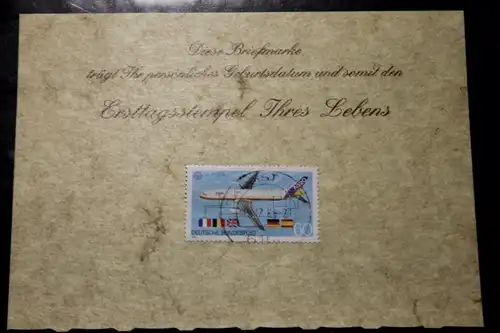 Diese Briefmarke
trägt Ihr persönliches Geburtsdatum und somit den
Ersttagsstempel Ihres Lebens
DEUTSCHE BUNDESPOST
60